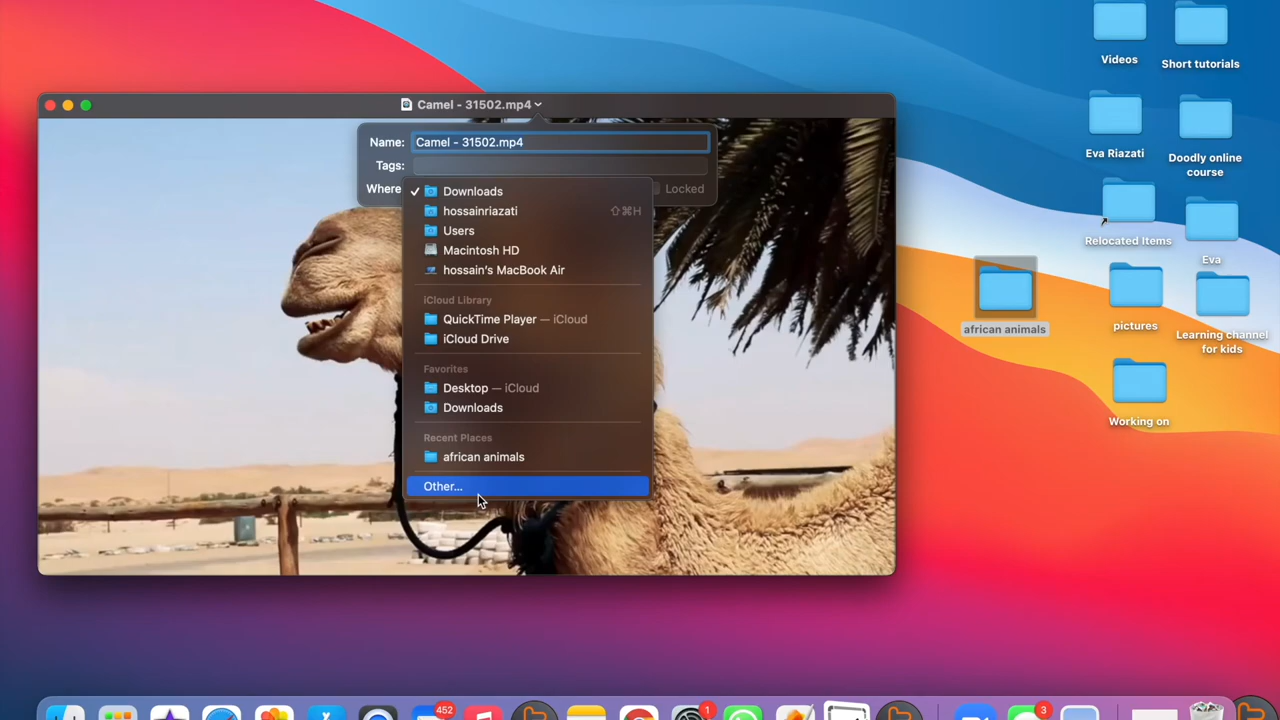 Videos
Short tutorials
Camel - 31502.mp4
Name: Camel - 31502.mp4
Tags:
Where
Locked
Downloads
hossainriazati ⇧⌘H
Users
Macintosh HD
hossain's MacBook Air
iCloud Library
QuickTime Player — iCloud
iCloud Drive
Favorites
Desktop — iCloud
Downloads
Recent Places
african animals
Other...
Eva Riazati
Doodly online
course
Relocated Items
Eva
african animals
pictures
Learning channel
for kids
Working on
452
1
3